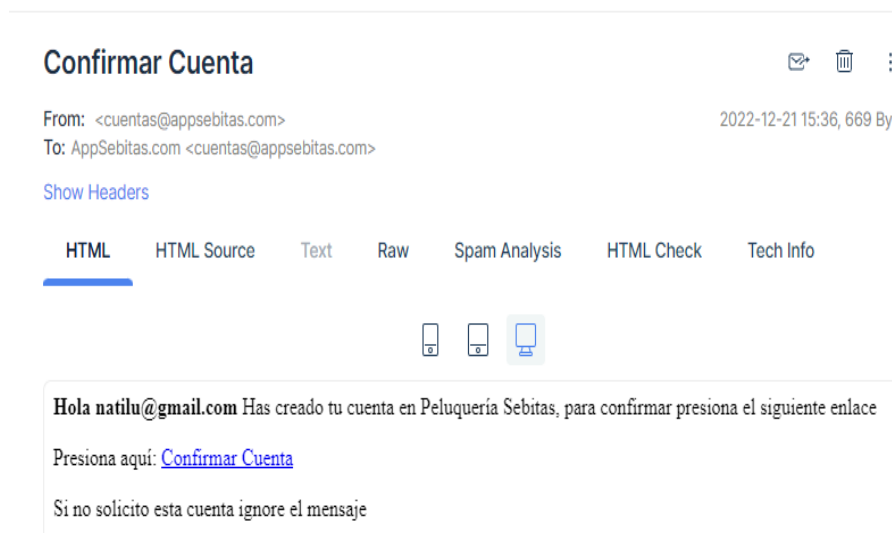 Confirmar Cuenta
From: <cuentas@appsebitas.com>
2022-12-21 15:36, 669 By
To: AppSebitas.com <cuentas@appsebitas.com>
Show Headers
HTML HTML Source Text Raw Spam Analysis HTML Check Tech Info
Hola natilu@gmail.com Has creado tu cuenta en Peluquería Sebitas, para confirmar presiona el siguiente enlace
Presiona aquí: Confirmar Cuenta
Si no solicito esta cuenta ignore el mensaje